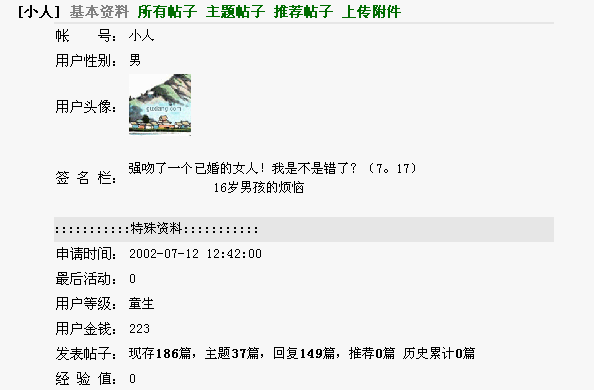 [小人] 基本资料 所有帖子 主题帖子 推荐帖子 上传附件
帐 号: 小人
用户性别: 男
用户头像:
guxiang.com
签 名 栏: 强吻了一个已婚的女人!我是不是错了?(7。17)
16岁男孩的烦恼
:::::::::::特殊资料:::::::::::
申请时间: 2002-07-12 12:42:00
最后活动: 0
用户等级: 童生
用户金钱: 223
发表帖子: 现存186篇,主题37篇,回复149篇,推荐0篇 历史累计0篇
经 验 值: 0